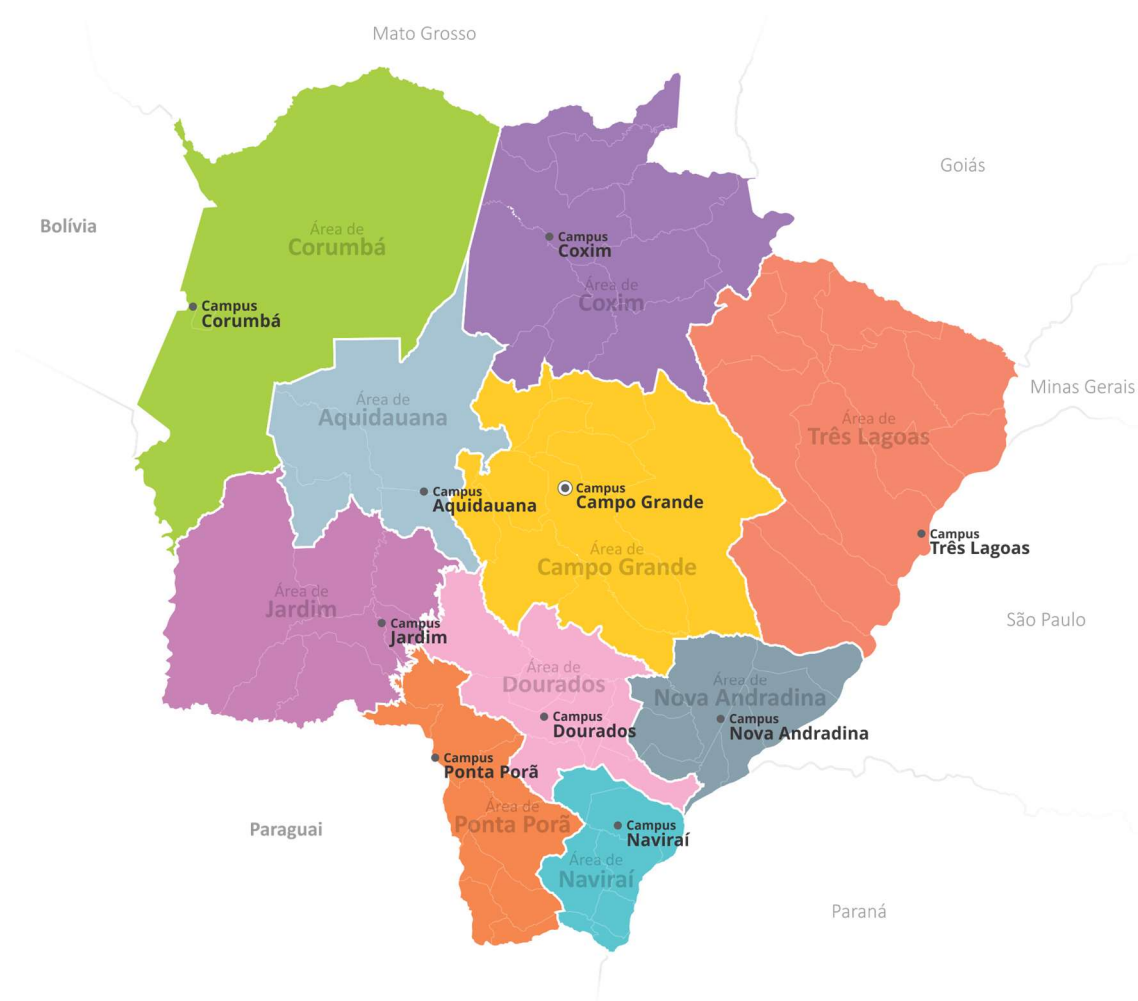 Mato Grosso
Goiás
Bolívia
Área de
Corumbá
Campus
Coxim
Área de
Coxim
Campus
Corumbá
Minas Gerais
Área de
Aquidauana
Área de
Três Lagoas
Campus
Aquidauana
Campus
Campo Grande
Campus
Três Lagoas
Área de
Campo Grande
Área de
Jardim
Campus
Jardim
São Paulo
Área de
Dourados
Área de
Nova Andradina
Campus
Dourados
Campus
Nova Andradina
Campus
Ponta Porã
Área de
Ponta Porã
Paraguai
Campus
Naviraí
Área de
Naviraí
Paraná